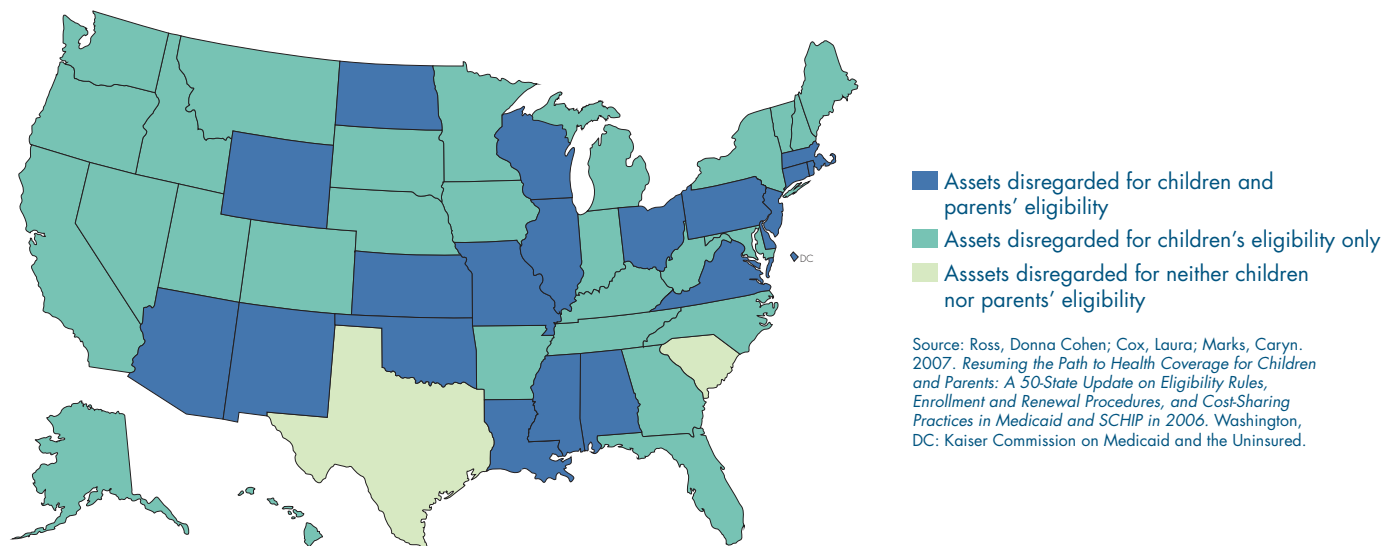 DC
Assets disregarded for children and
parents’ eligibility
Assets disregarded for children’s eligibility only
Asssets disregarded for neither children
nor parents’ eligibility
Source: Ross, Donna Cohen; Cox, Laura; Marks, Caryn.
2007. Resuming the Path to Health Coverage for Children
and Parents: A 50-State Update on Eligibility Rules,
Enrollment and Renewal Procedures, and Cost-Sharing
Practices in Medicaid and SCHIP in 2006. Washington,
DC: Kaiser Commission on Medicaid and the Uninsured.